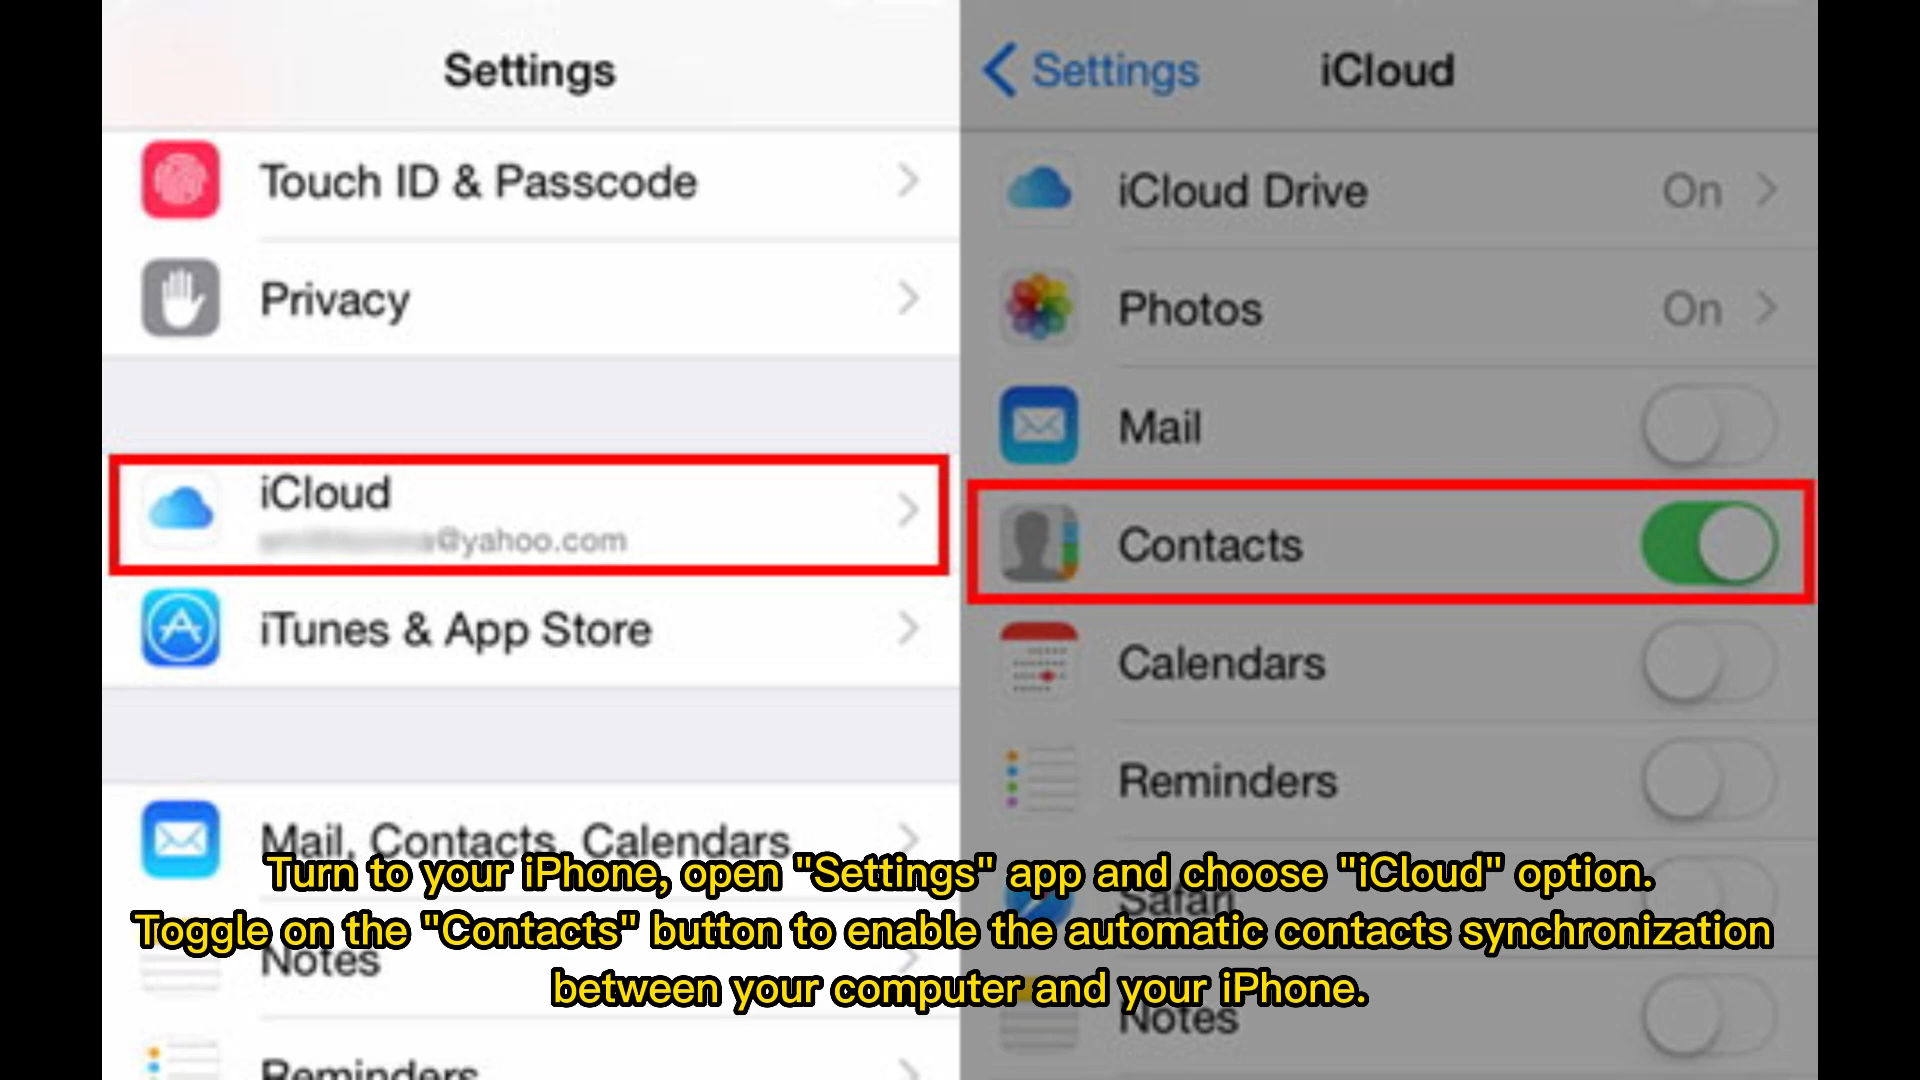 Settings
Touch ID & Passcode
Privacy
iCloud
@yahoo.com
iTunes & App Store
Mail, Contacts, Calendars
Notes
Reminders
Settings
iCloud
iCloud Drive On
Photos On
Mail
Contacts
Calendars
Reminders
Safari
Notes
Turn to your iPhone, open "Settings" app and choose "iCloud" option.
Toggle on the "Contacts" button to enable the automatic contacts synchronization
between your computer and your iPhone.